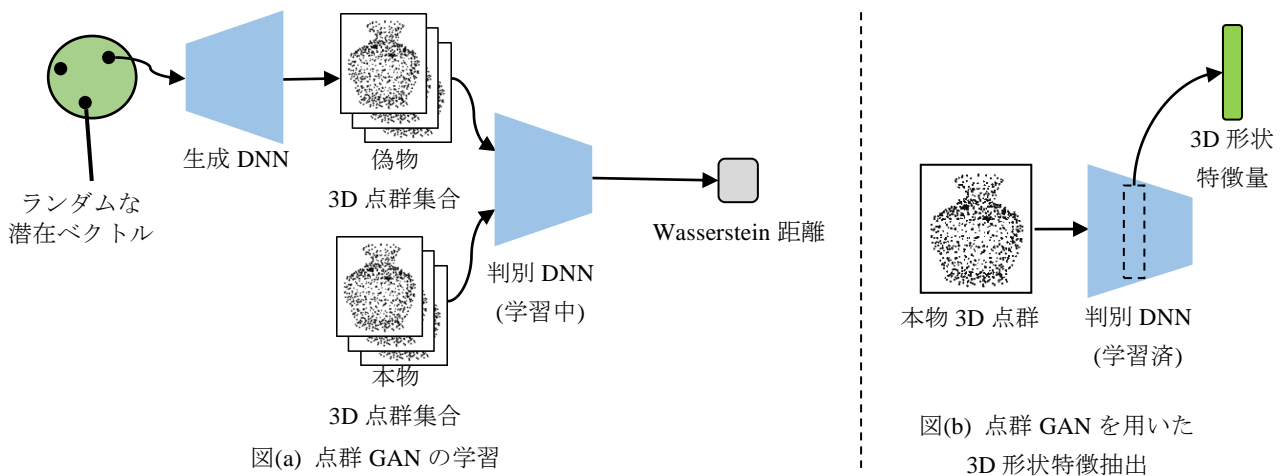 生成 DNN
ランダムな
潜在ベクトル
偽物
3D 点群集合
本物
3D 点群集合
判別 DNN
(学習中)
Wasserstein 距離
図(a) 点群 GAN の学習
本物 3D 点群
判別 DNN
(学習済)
3D 形状
特徴量
図(b) 点群 GAN を用いた
3D 形状特徴抽出